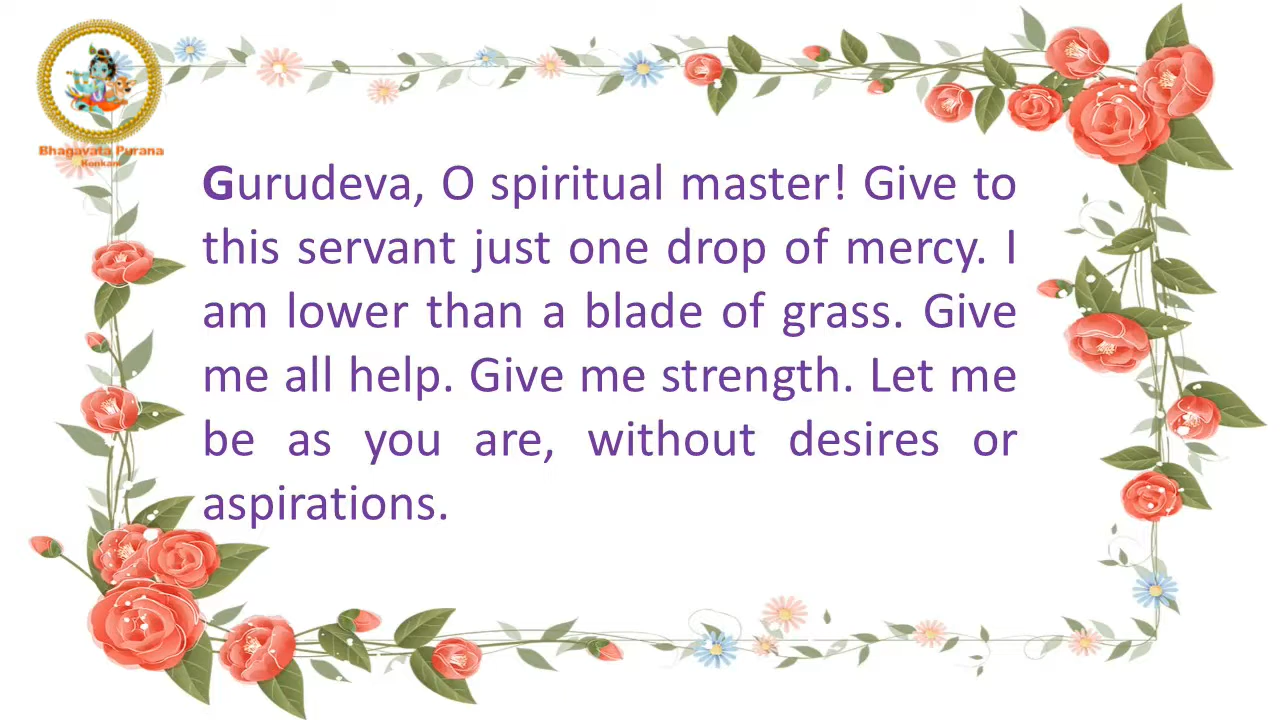 Bhagavata Purana
Konkani
Gurudeva, O spiritual master! Give to
this servant just one drop of mercy. I
am lower than a blade of grass. Give
me all help. Give me strength. Let me
be as you are, without desires or
aspirations.